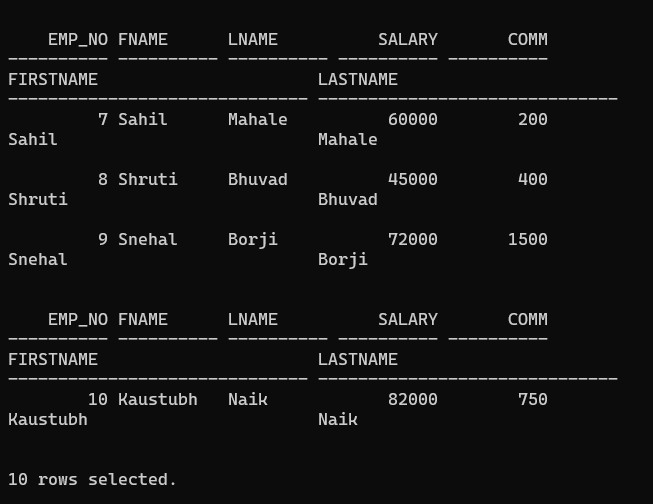 EMP_NO FNAME      LNAME          SALARY       COMM
---------- ---------- ---------- ---------- ----------
FIRSTNAME                      LASTNAME
------------------------------ ------------------------------
         7 Sahil      Mahale          60000        200
Sahil                          Mahale

         8 Shruti     Bhuvad          45000        400
Shruti                         Bhuvad

         9 Snehal     Borji           72000       1500
Snehal                         Borji


    EMP_NO FNAME      LNAME          SALARY       COMM
---------- ---------- ---------- ---------- ----------
FIRSTNAME                      LASTNAME
------------------------------ ------------------------------
        10 Kaustubh   Naik            82000        750
Kaustubh                       Naik


10 rows selected.